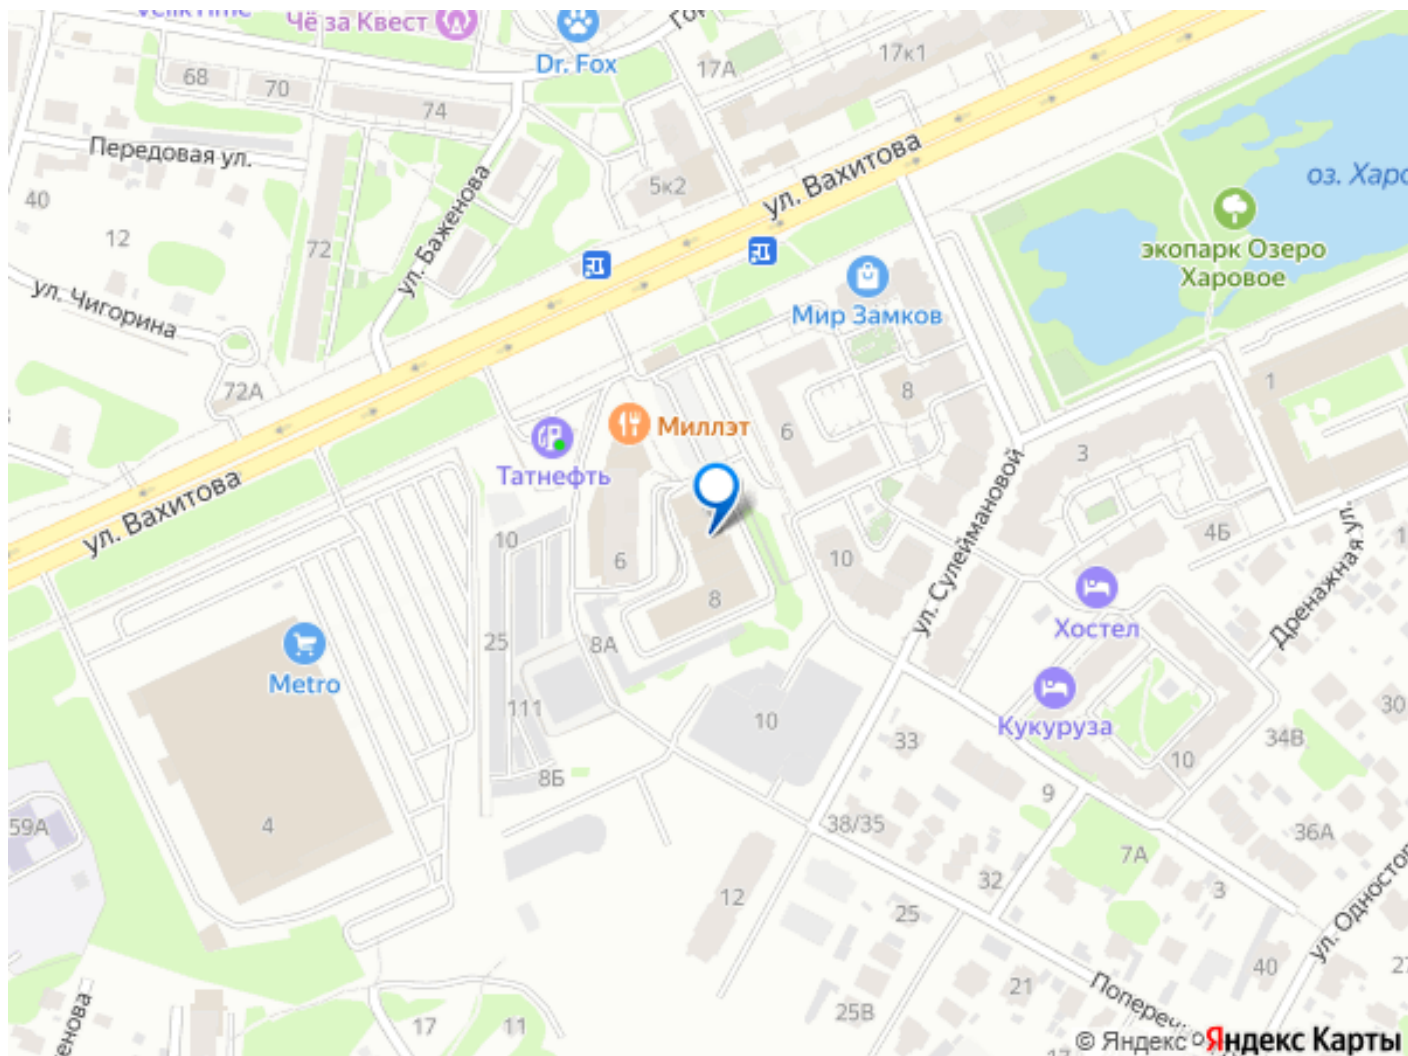 Чё за Квест
Dr. Fox
17А
17к1
68
70
74
Передовая ул.
40
12
72
ул. Баженова
5к2
ул. Вахитова
оз. Харо
экопарк Озеро
Харовое
ул. Чигорина
72А
Мир Замков
8
1
Миллэт
6
3
Татнефть
ул. Вахитова
ул. Сулеймановой
10
6
10
4Б
Дренажная ул.
8
Хостел
25
8А
Metro
111
10
Кукуруза
30
33
34В
8Б
10
9
59А
4
38/35
36А
7А
32
3
12
25
ул. Одностор
40
27
21
Попереч
25В
17
11
енова
© Яндекс
Яндекс Карты